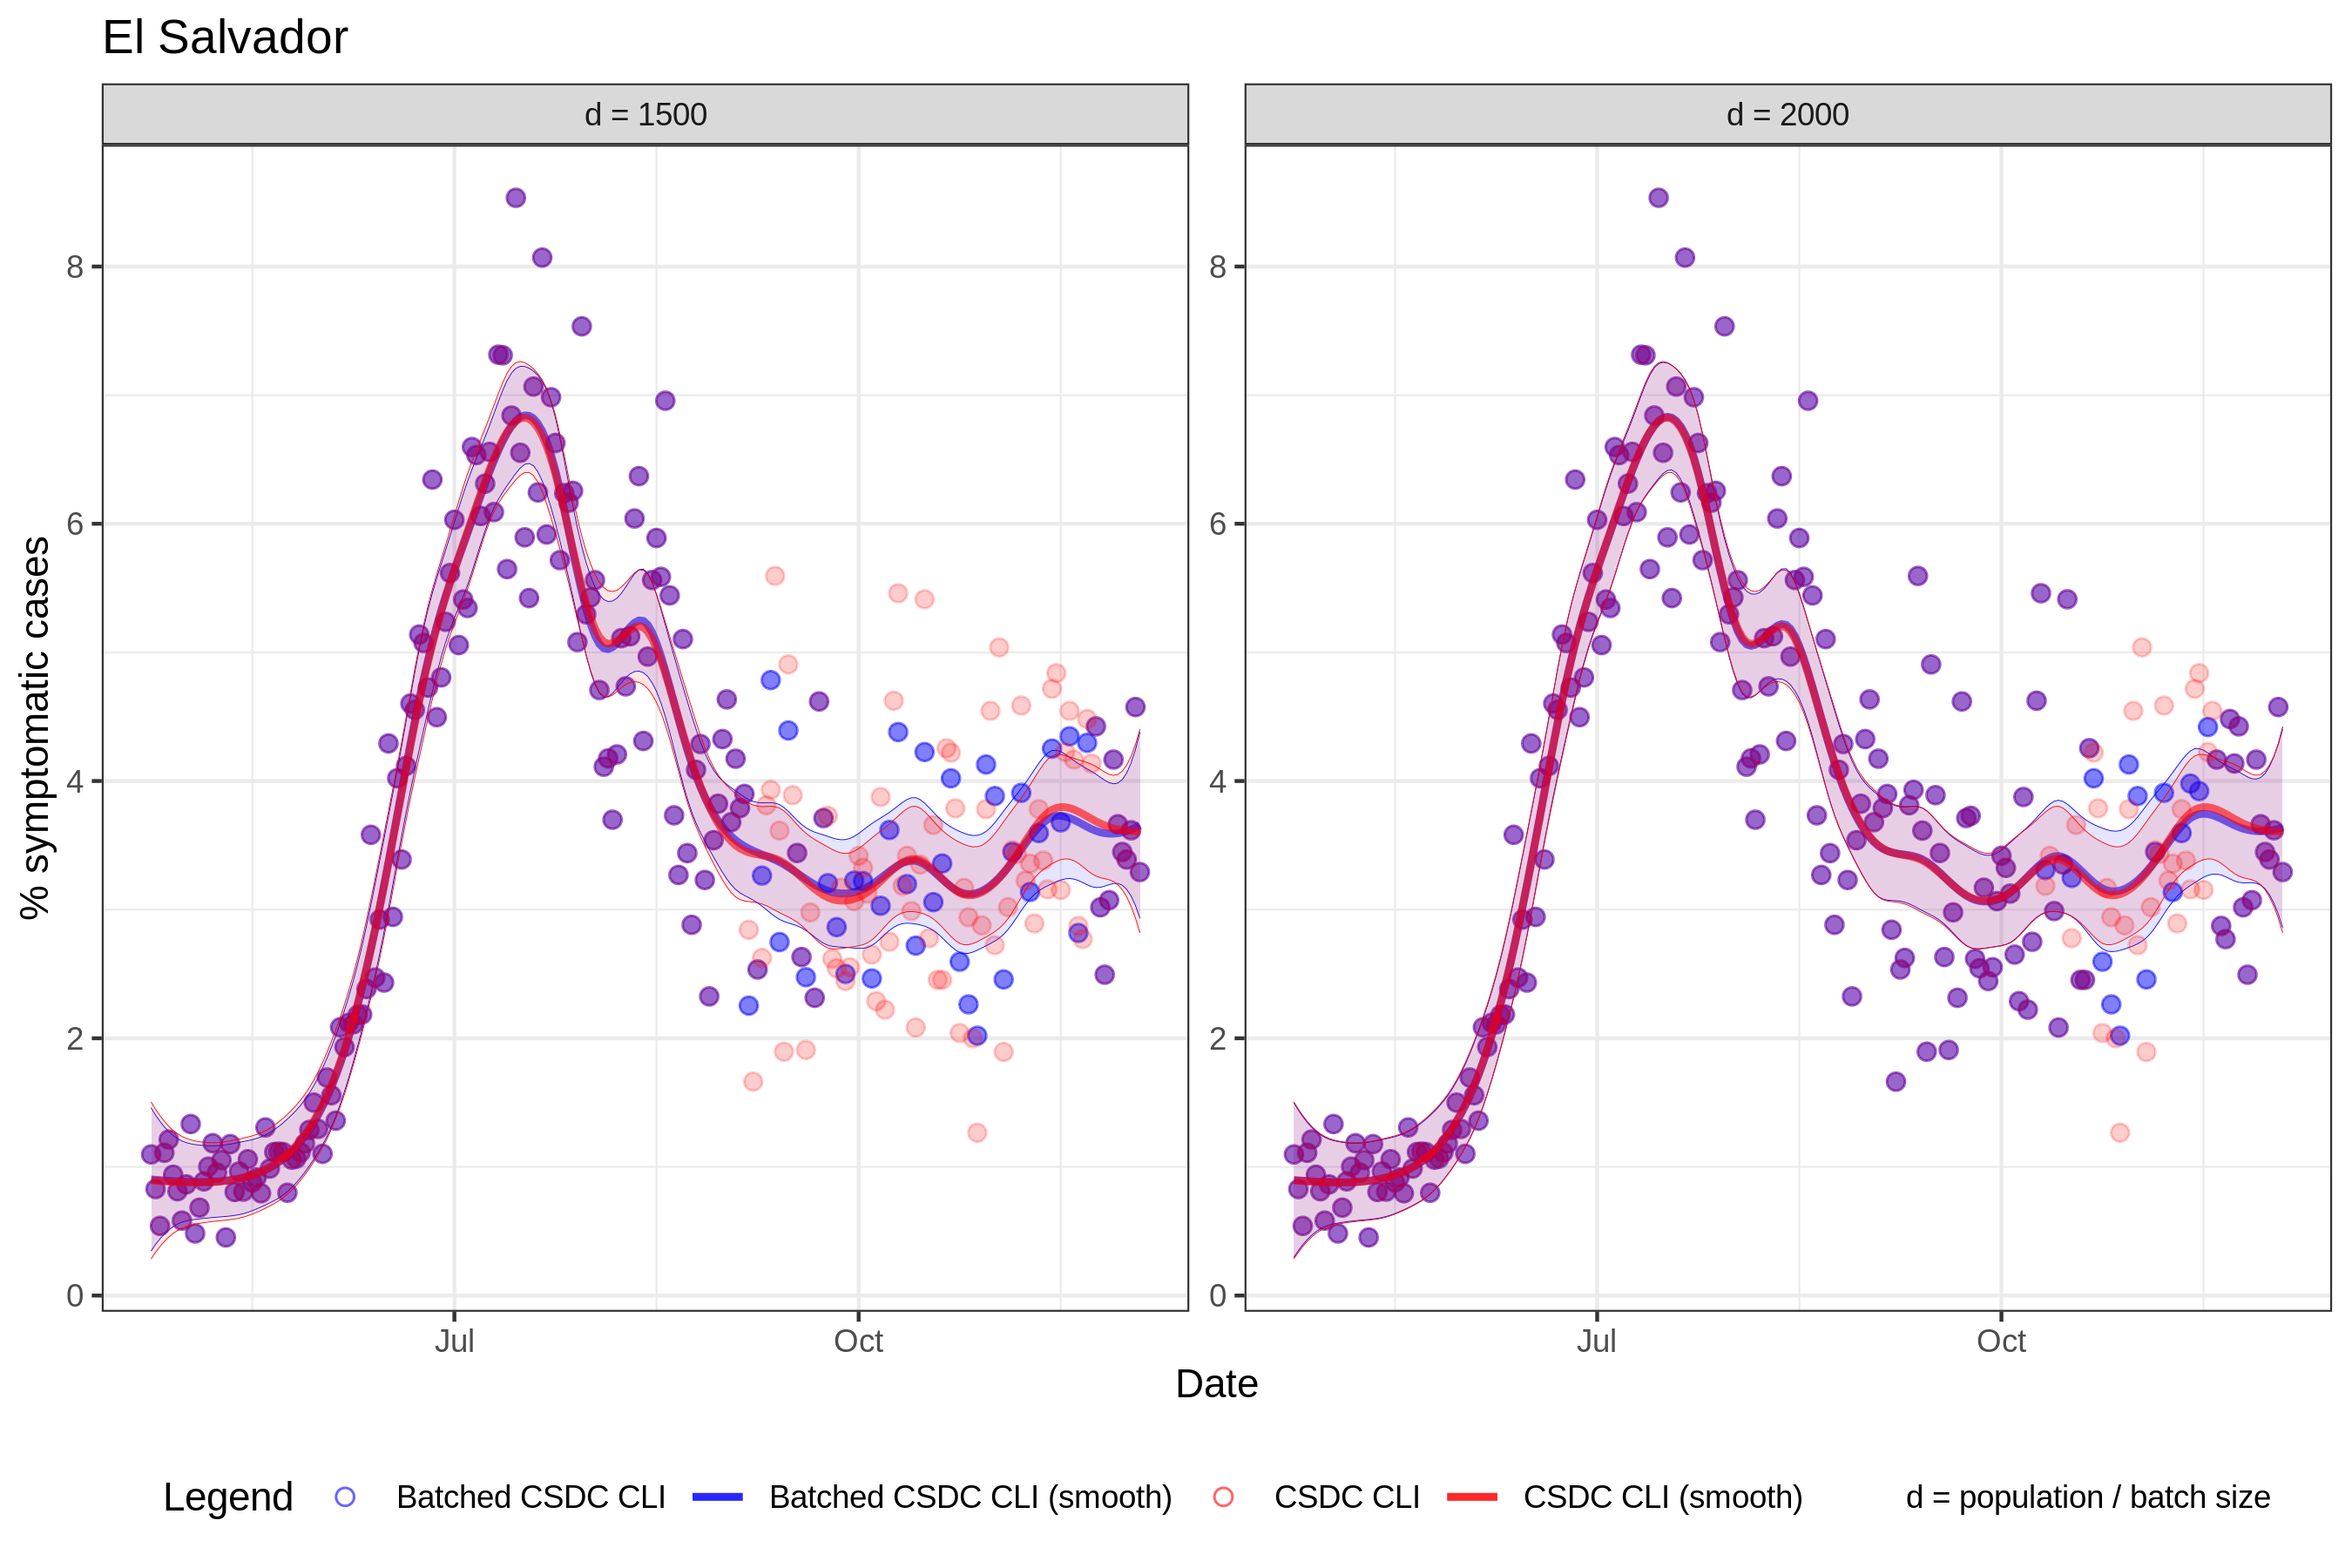 El Salvador
d = 1500
d = 2000
% symptomatic cases
8
6
4
2
0
8
6
4
2
0
Jul
Oct
Jul
Oct
Date
Legend
Batched CSDC CLI
Batched CSDC CLI (smooth)
CSDC CLI
CSDC CLI (smooth)
d = population / batch size